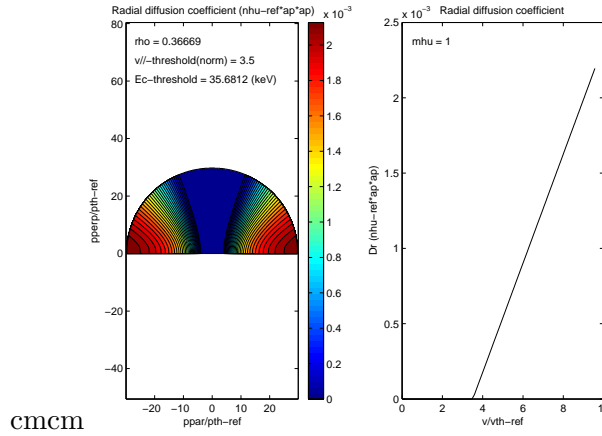 Radial diffusion coefficient (nhu-ref*ap*ap)
x 10⁻³
rho = 0.36669
v//-threshold(norm) = 3.5
Ec-threshold = 35.6812 (keV)
80
60
40
20
0
-20
-40
pperp/pth-ref
-20 -10 0 10 20
ppar/pth-ref
2
1.8
1.6
1.4
1.2
1
0.8
0.6
0.4
0.2
0
Radial diffusion coefficient
x 10⁻³
mhu = 1
2.5
2
1.5
1
0.5
0
Dr (nhu-ref*ap*ap)
0 2 4 6 8 10
v/vth-ref
cmcm